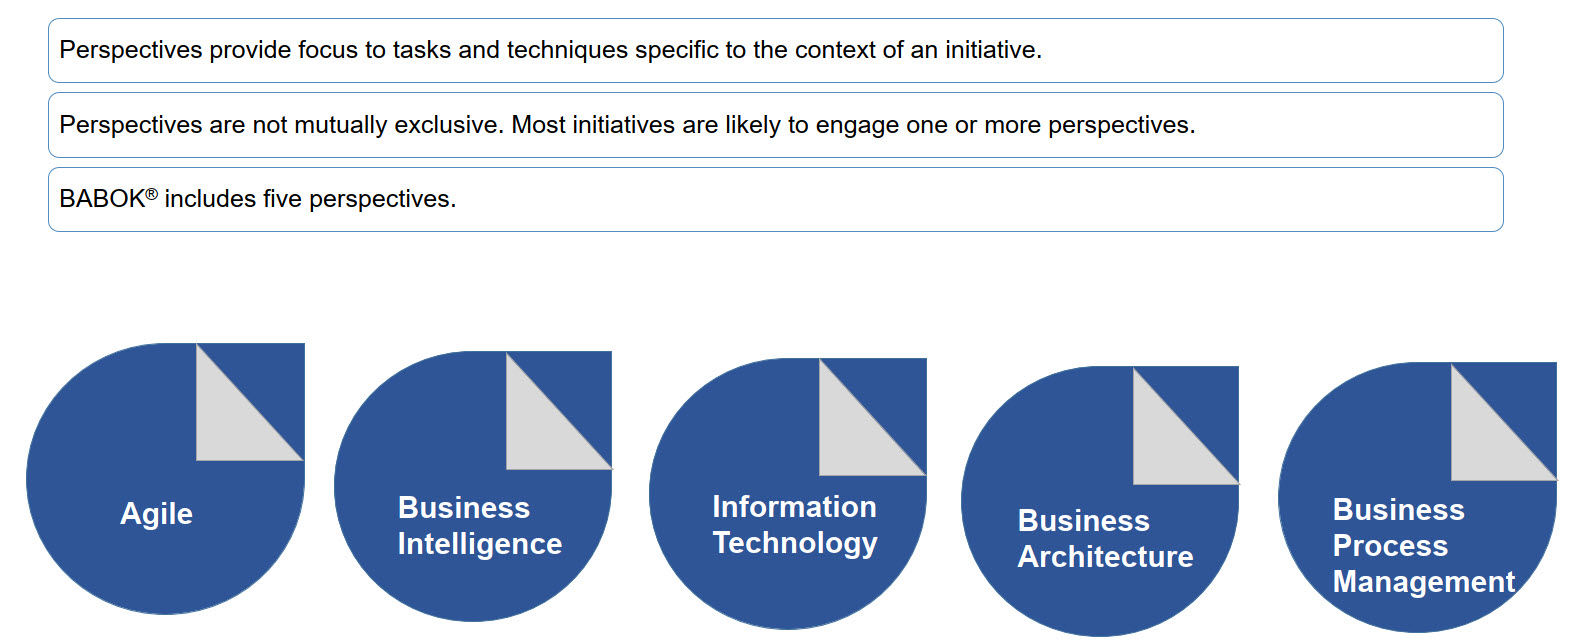 Perspectives provide focus to tasks and techniques specific to the context of an initiative.
Perspectives are not mutually exclusive. Most initiatives are likely to engage one or more perspectives.
BABOK® includes five perspectives.
Agile
Business
Intelligence
Information
Technology
Business
Architecture
Business
Process
Management